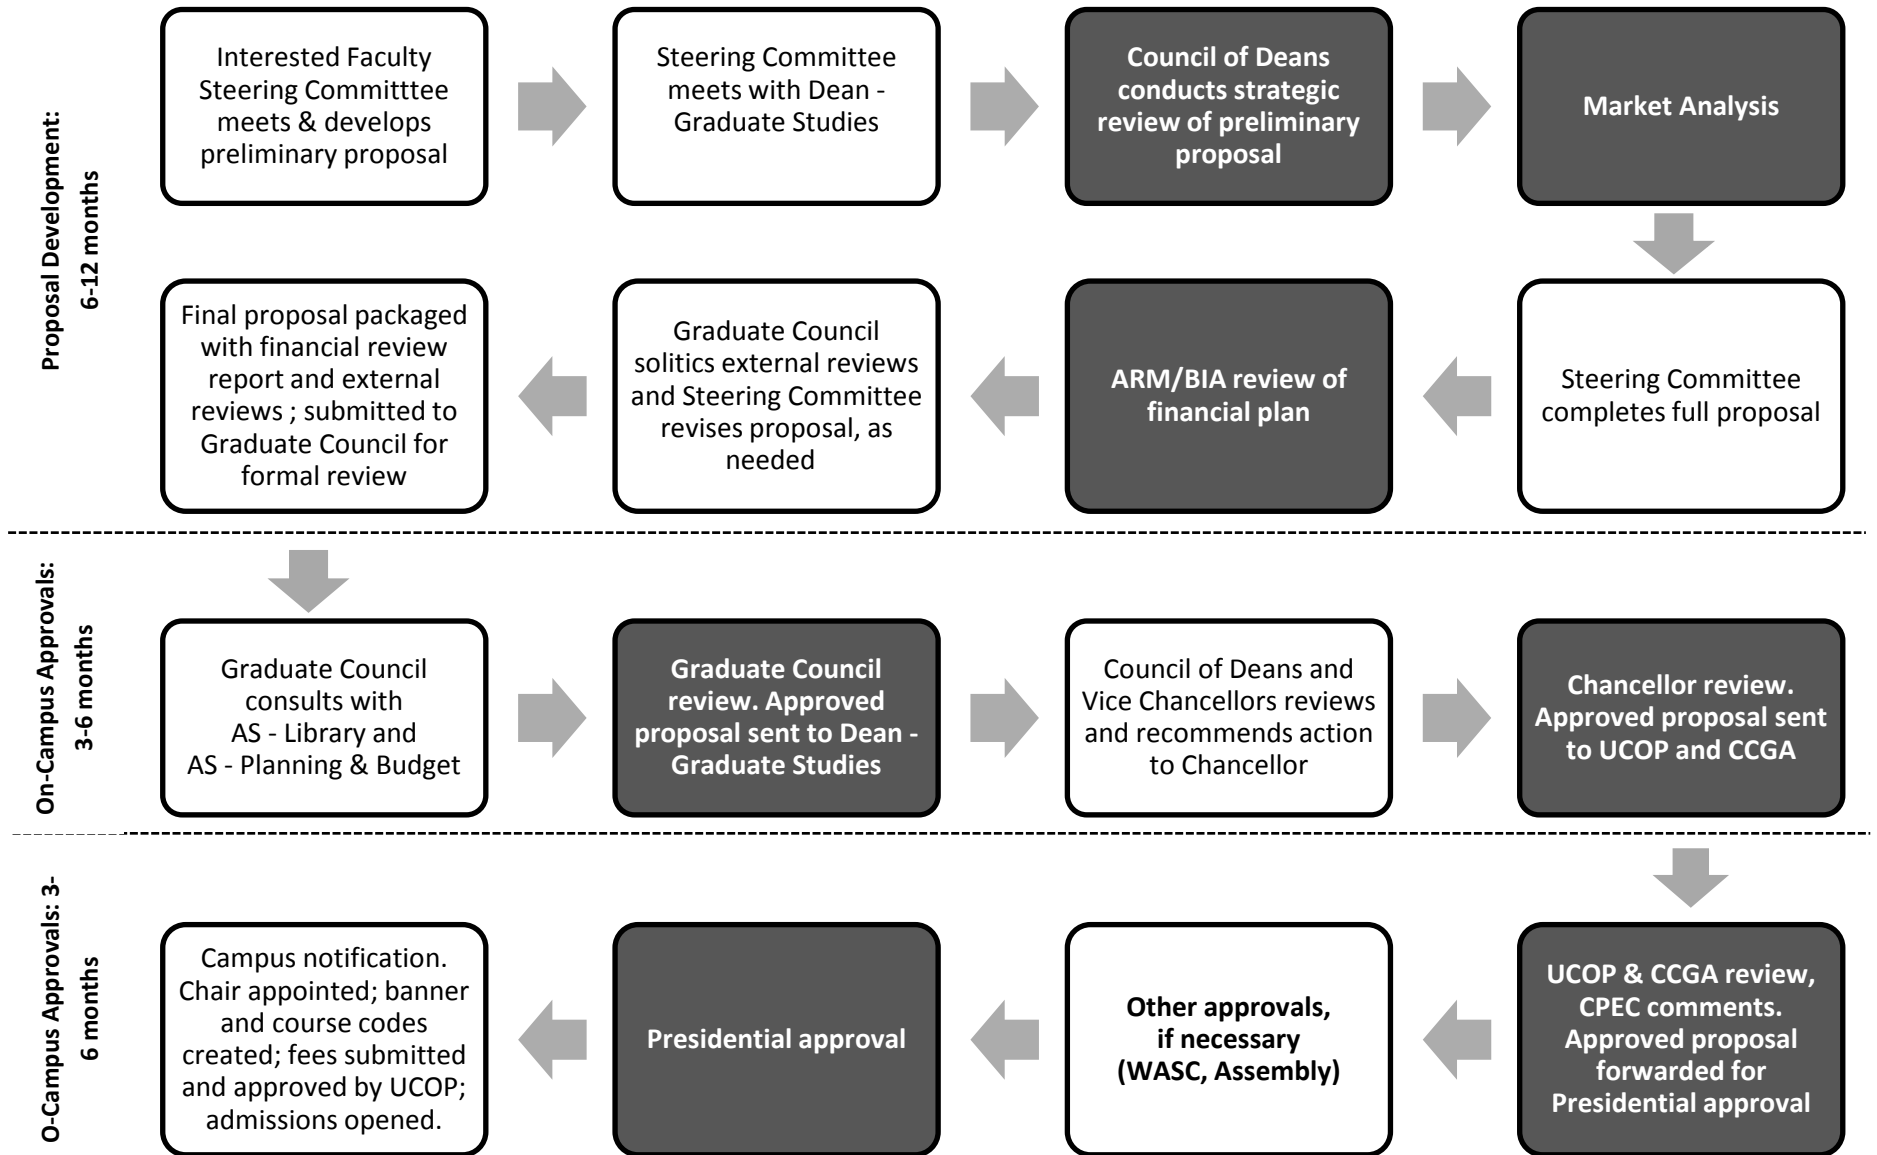 Proposal Development:
6-12 months
Interested Faculty
Steering Committtee
meets & develops
preliminary proposal
Steering Committee
meets with Dean -
Graduate Studies
Council of Deans
conducts strategic
review of preliminary
proposal
Market Analysis
Steering Committee
completes full proposal
ARM/BIA review of
financial plan
Graduate Council
solitics external reviews
and Steering Committee
revises proposal, as
needed
Final proposal packaged
with financial review
report and external
reviews ; submitted to
Graduate Council for
formal review
On-Campus Approvals:
3-6 months
Graduate Council
consults with
AS - Library and
AS - Planning & Budget
Graduate Council
review. Approved
proposal sent to Dean -
Graduate Studies
Council of Deans and
Vice Chancellors reviews
and recommends action
to Chancellor
Chancellor review.
Approved proposal sent
to UCOP and CCGA
O-Campus Approvals: 3-
6 months
UCOP & CCGA review,
CPEC comments.
Approved proposal
forwarded for
Presidential approval
Other approvals,
if necessary
(WASC, Assembly)
Presidential approval
Campus notification.
Chair appointed; banner
and course codes
created; fees submitted
and approved by UCOP;
admissions opened.